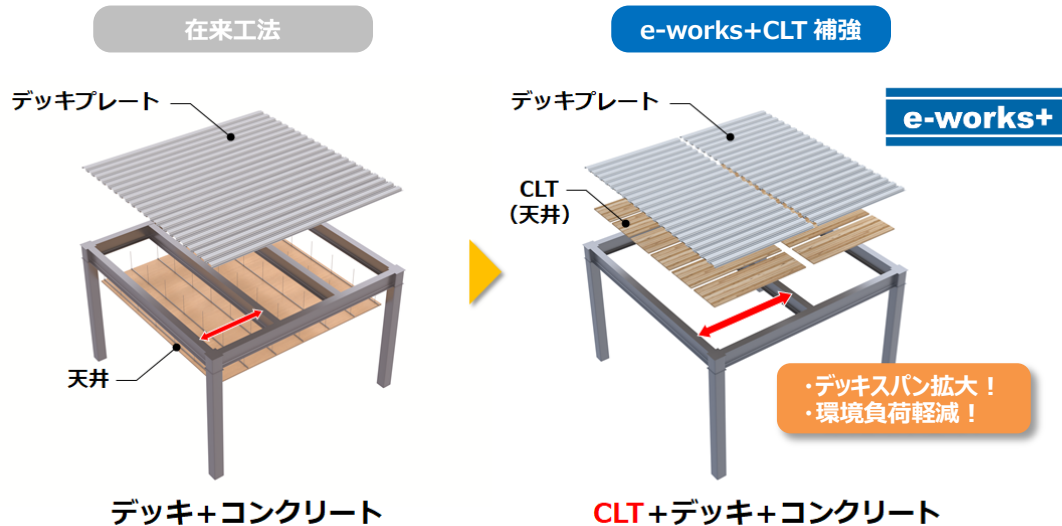 在来工法
デッキプレート
天井
デッキ+コンクリート
e-works+CLT 補強
デッキプレート
e-works+
CLT
(天井)
・デッキスパン拡大!
・環境負荷軽減!
CLT+デッキ+コンクリート